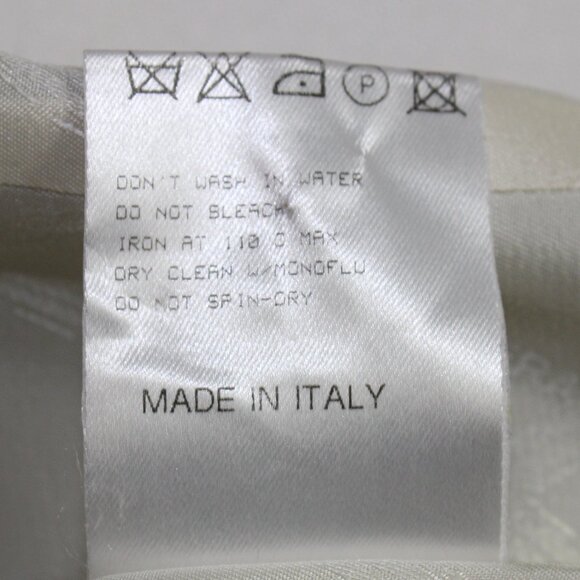 P
DON'T WASH IN WATER
DO NOT BLEACH
IRON AT 110 C MAX
DRY CLEAN W/MONOFLU
DO NOT SPIN-DRY
MADE IN ITALY